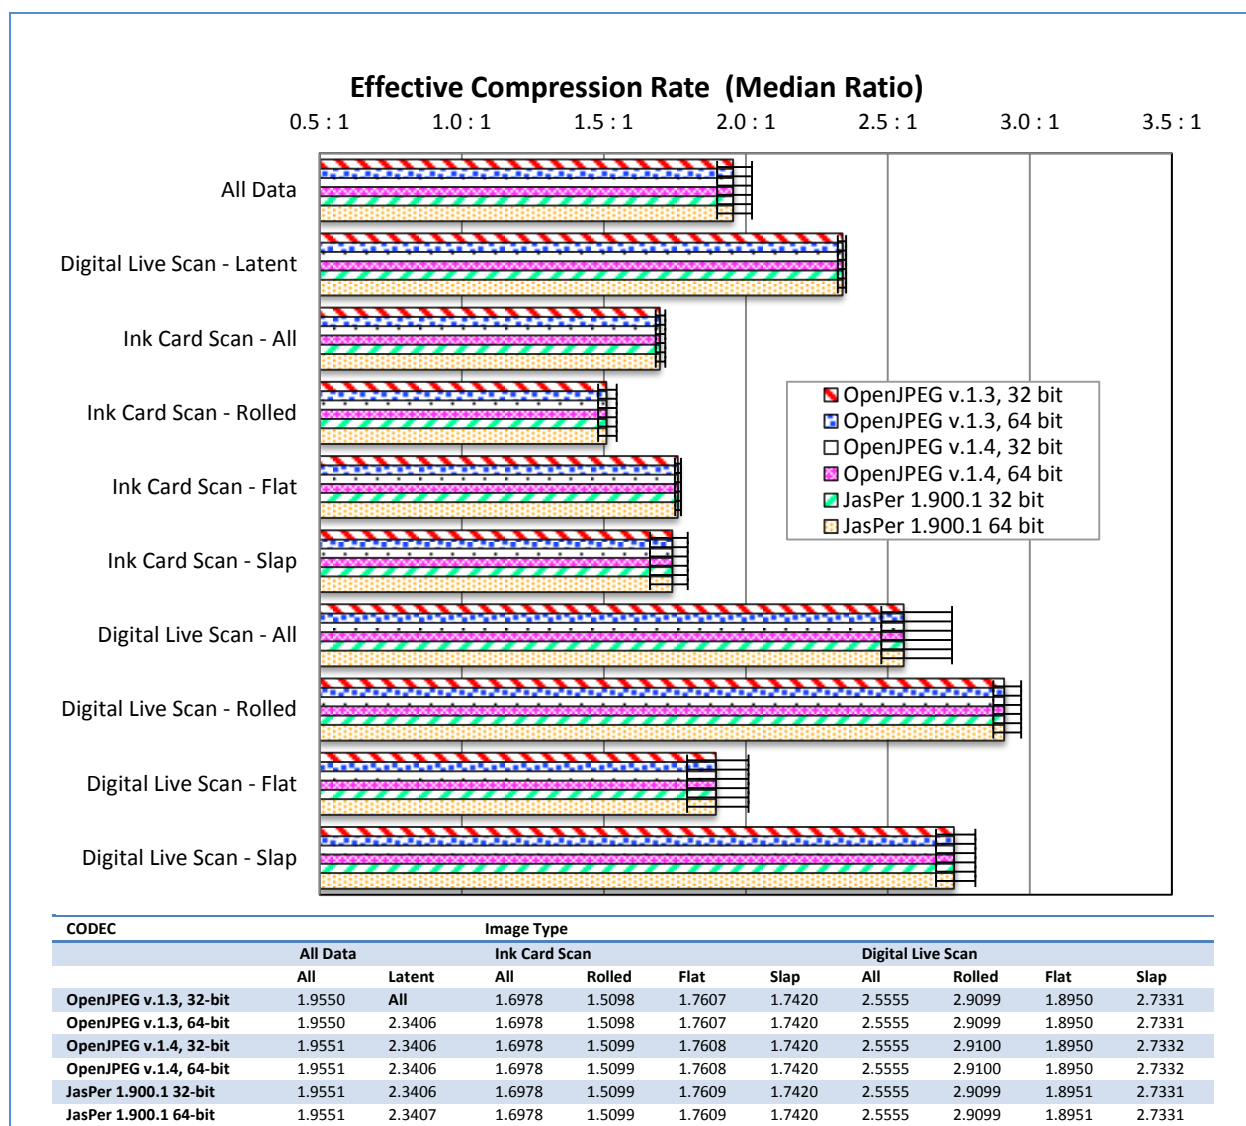 Effective Compression Rate  (Median Ratio)
0.5 : 1 1.0 : 1 1.5 : 1 2.0 : 1 2.5 : 1 3.0 : 1 3.5 : 1
All Data
Digital Live Scan - Latent
Ink Card Scan - All
Ink Card Scan - Rolled
Ink Card Scan - Flat
Ink Card Scan - Slap
Digital Live Scan - All
Digital Live Scan - Rolled
Digital Live Scan - Flat
Digital Live Scan - Slap
OpenJPEG v.1.3, 32 bit
OpenJPEG v.1.3, 64 bit
OpenJPEG v.1.4, 32 bit
OpenJPEG v.1.4, 64 bit
JasPer 1.900.1 32 bit
JasPer 1.900.1 64 bit
CODEC Image Type
All Data Ink Card Scan Digital Live Scan
All Latent All Rolled Flat Slap All Rolled Flat Slap
OpenJPEG v.1.3, 32-bit 1.9550 All 1.6978 1.5098 1.7607 1.7420 2.5555 2.9099 1.8950 2.7331
OpenJPEG v.1.3, 64-bit 1.9550 2.3406 1.6978 1.5098 1.7607 1.7420 2.5555 2.9099 1.8950 2.7331
OpenJPEG v.1.4, 32-bit 1.9551 2.3406 1.6978 1.5099 1.7608 1.7420 2.5555 2.9100 1.8950 2.7332
OpenJPEG v.1.4, 64-bit 1.9551 2.3406 1.6978 1.5099 1.7608 1.7420 2.5555 2.9100 1.8950 2.7332
JasPer 1.900.1 32-bit 1.9551 2.3406 1.6978 1.5099 1.7609 1.7420 2.5555 2.9099 1.8951 2.7331
JasPer 1.900.1 64-bit 1.9551 2.3407 1.6978 1.5099 1.7609 1.7420 2.5555 2.9099 1.8951 2.7331